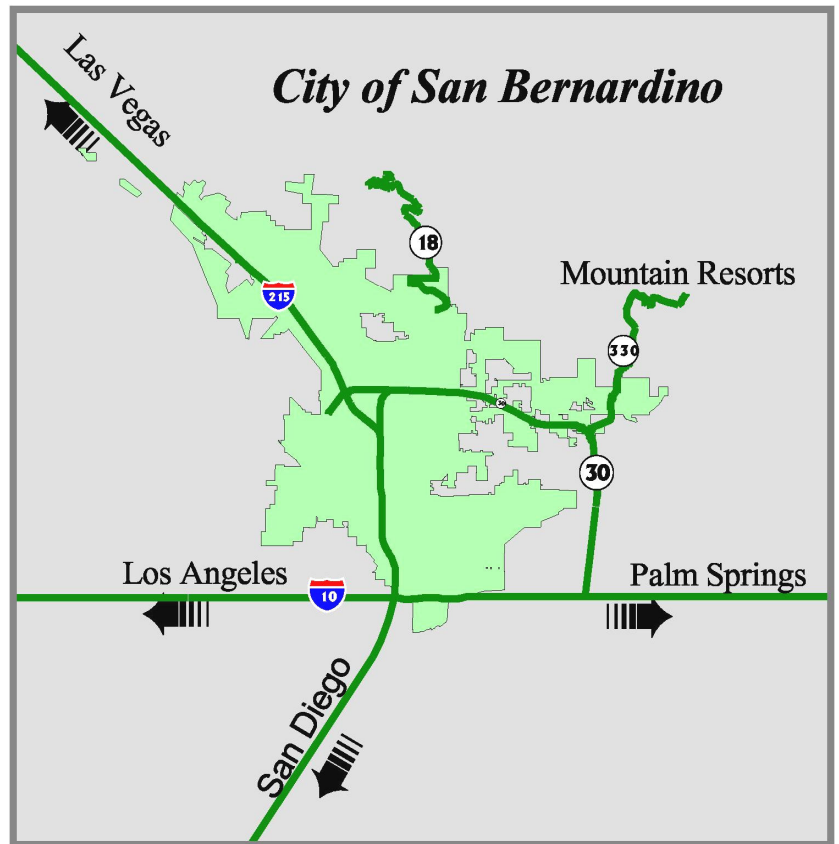 City of San Bernardino
Las Vegas
18
Mountain Resorts
215
330
30
30
Los Angeles
10
Palm Springs
San Diego